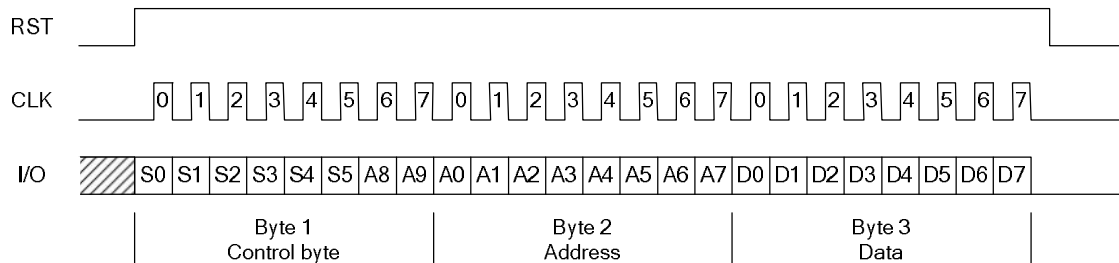 RST
CLK 0 1 2 3 4 5 6 7 0 1 2 3 4 5 6 7 0 1 2 3 4 5 6 7
I/O S0 S1 S2 S3 S4 S5 A8 A9 A0 A1 A2 A3 A4 A5 A6 A7 D0 D1 D2 D3 D4 D5 D6 D7
Byte 1 Byte 2 Byte 3
Control byte Address Data